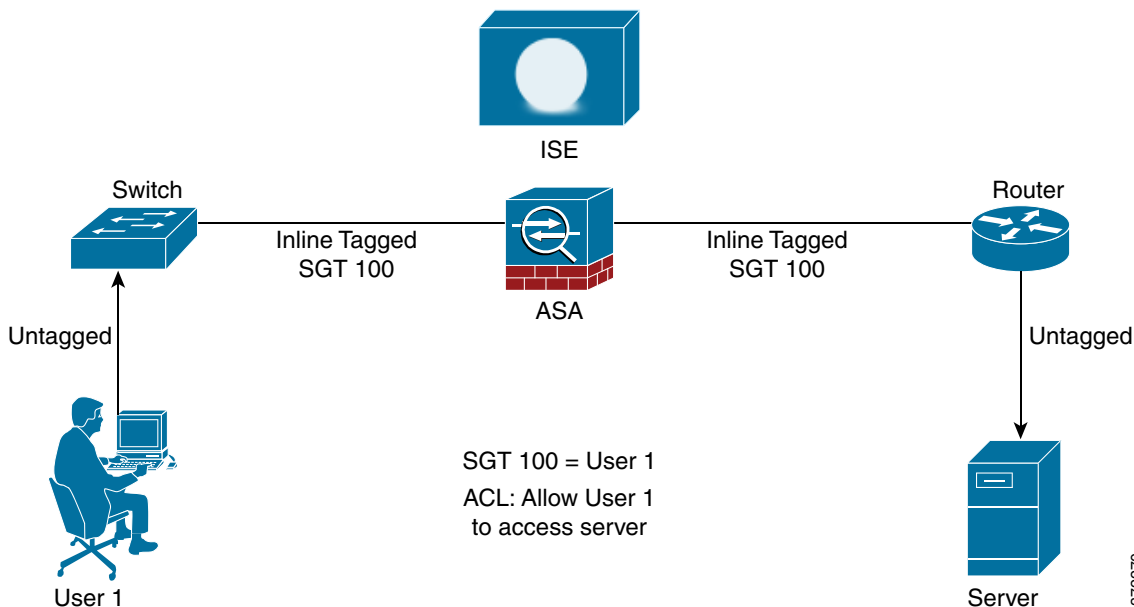 ISE
Switch
Router
Inline Tagged
SGT 100
Inline Tagged
SGT 100
ASA
Untagged
Untagged
SGT 100 = User 1
ACL: Allow User 1
to access server
User 1
Server